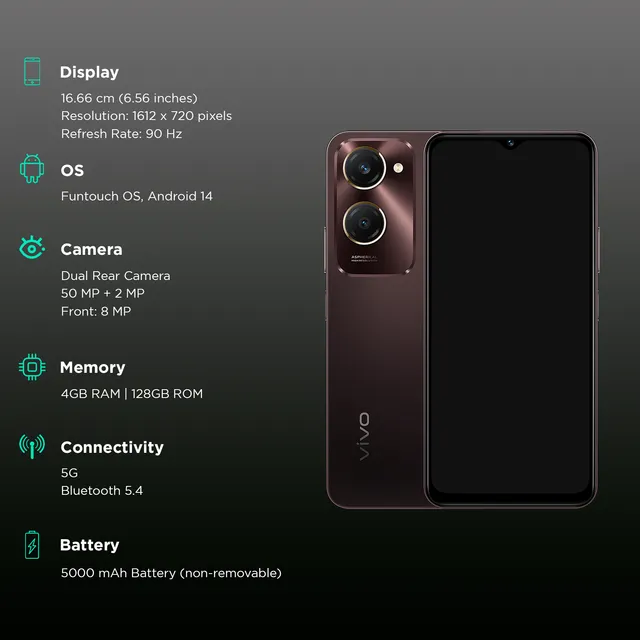 Display
16.66 cm (6.56 inches)
Resolution: 1612 x 720 pixels
Refresh Rate: 90 Hz
OS
Funtouch OS, Android 14
Camera
Dual Rear Camera
50 MP + 2 MP
Front: 8 MP
Memory
4GB RAM | 128GB ROM
Connectivity
5G
Bluetooth 5.4
Battery
5000 mAh Battery (non-removable)
vivo